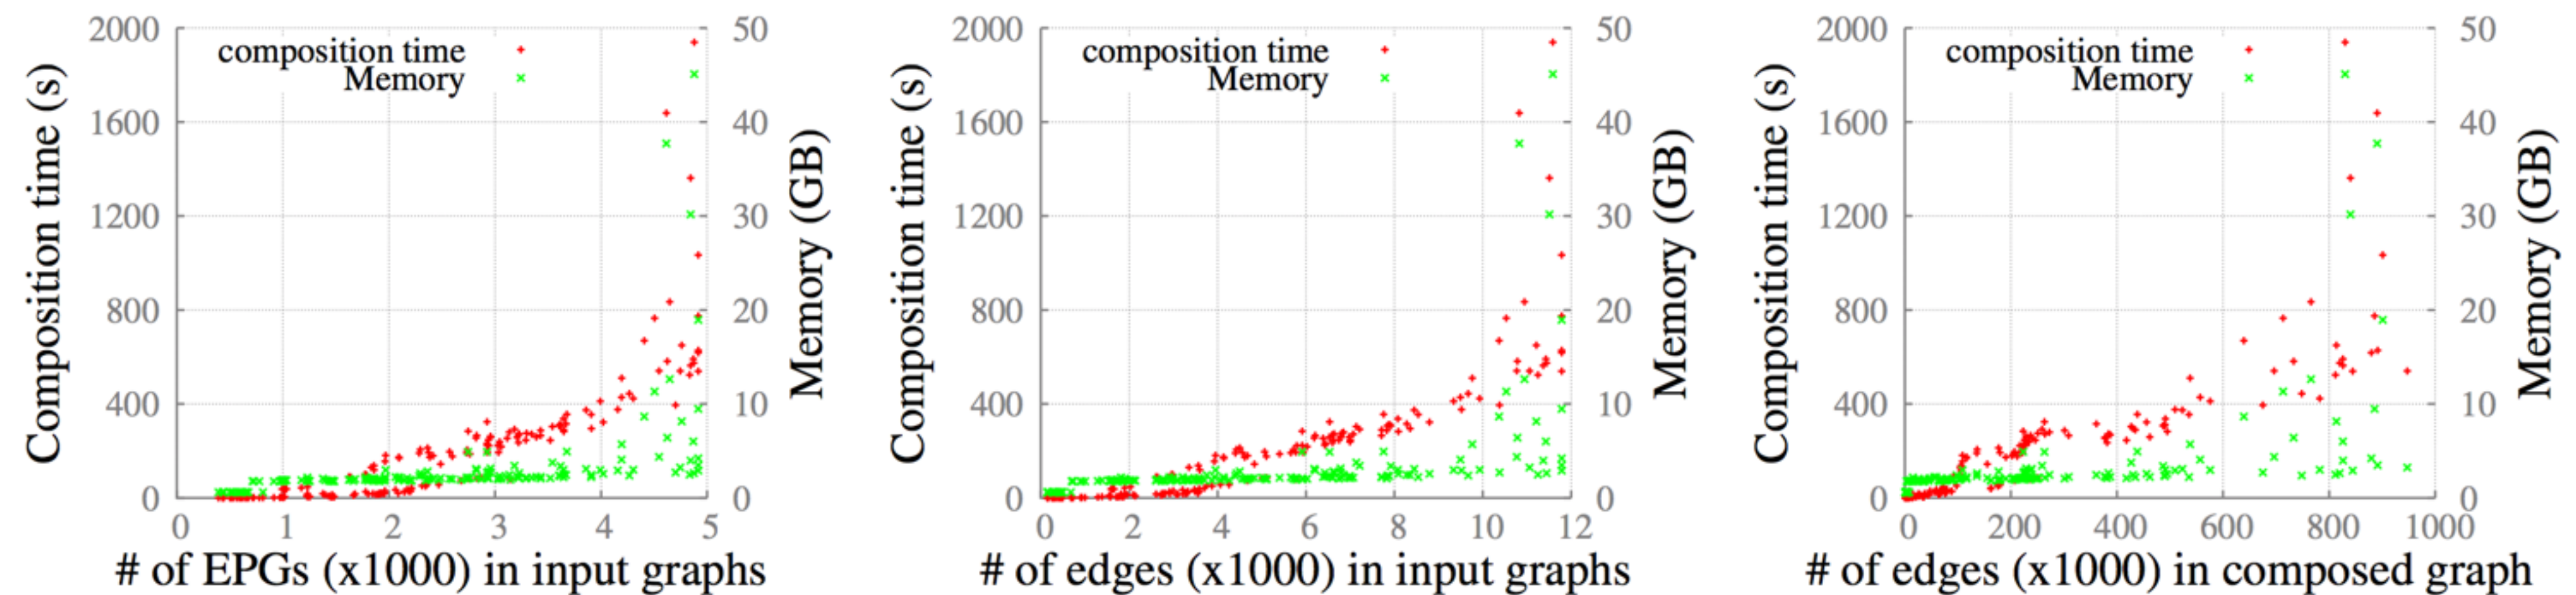 2000
1600
1200
800
400
0
Composition time (s)
composition time
Memory
50
40
30
20
10
0
Memory (GB)
0 1 2 3 4 5
# of EPGs (x1000) in input graphs
2000
1600
1200
800
400
0
Composition time (s)
composition time
Memory
50
40
30
20
10
0
Memory (GB)
0 2 4 6 8 10 12
# of edges (x1000) in input graphs
2000
1600
1200
800
400
0
Composition time (s)
composition time
Memory
50
40
30
20
10
0
Memory (GB)
0 200 400 600 800 1000
# of edges (x1000) in composed graph